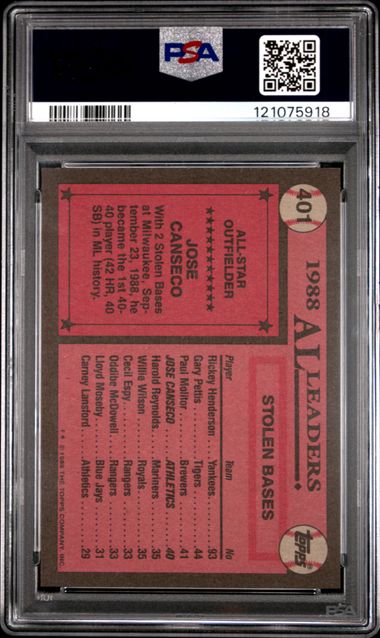 PSA
121075918
401
1988 AL LEADERS
TOPPS
ALL-STAR
OUTFIELDER
JOSE
CANSECO
With 2 Stolen Bases
at Milwaukee, Sep-
tember 23, 1988, he
became the 1st 40-
40 player (42 HR, 40
SB) in ML history.
STOLEN BASES
Player Team No
Rickey Henderson. . . Yankees. . 93
Gary Pettis . . . . . . Tigers . . 44
Paul Molitor. . . . . . Brewers . . 41
JOSE CANSECO . . . ATHLETICS . 40
Harold Reynolds. . . Mariners . . 35
Willie Wilson . . . . . Royals . . 35
Cecil Espy . . . . . . Rangers . . 33
Oddibe McDowell . . . Rangers . . 33
Lloyd Moseby . . . . Blue Jays . . 31
Carney Lansford. . . . Athletics . . 29
© 1989 THE TOPPS COMPANY, INC.
PSA